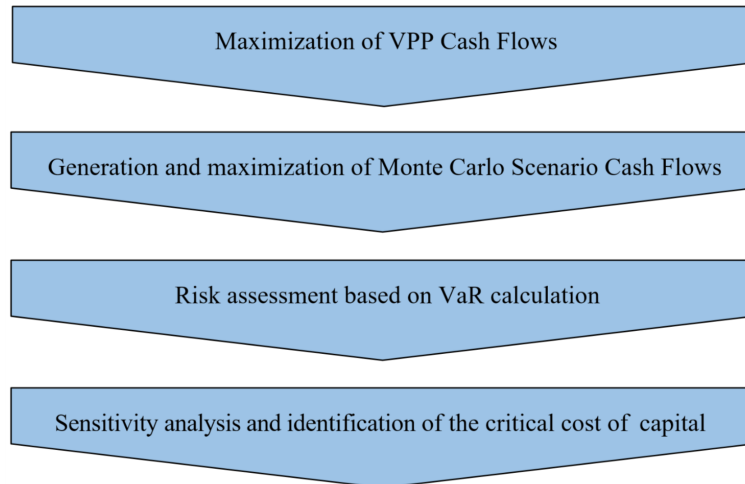 Maximization of VPP Cash Flows
Generation and maximization of Monte Carlo Scenario Cash Flows
Risk assessment based on VaR calculation
Sensitivity analysis and identification of the critical cost of capital